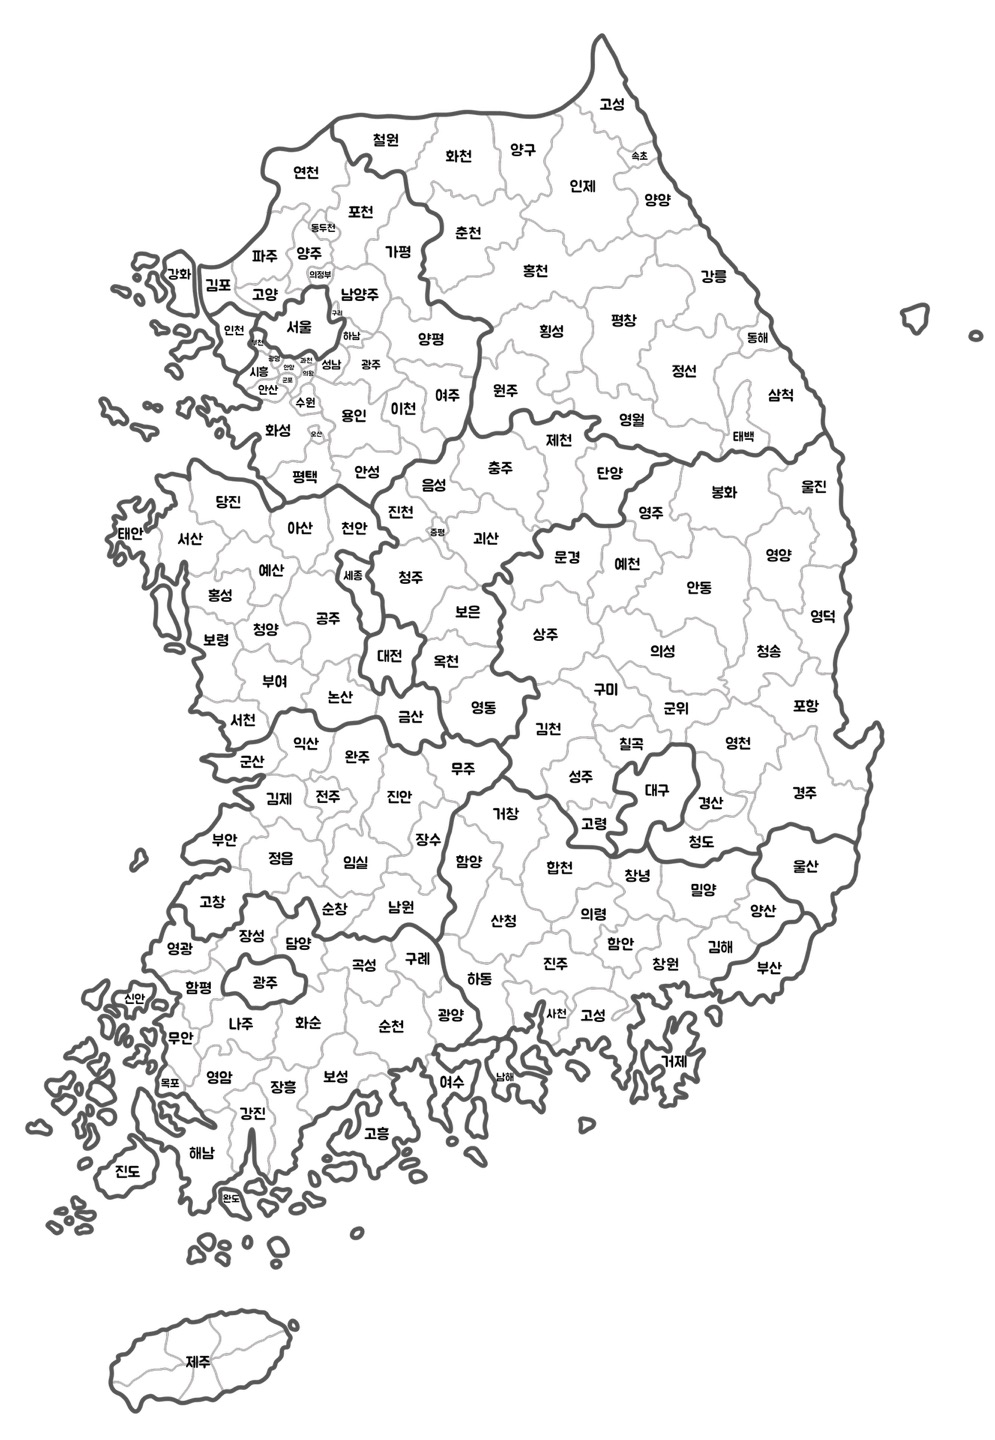 고성
철원
화천
양구
속초
인제
연천
양양
포천
동두천
춘천
파주
양주
가평
강화
김포
의정부
홍천
강릉
고양
남양주
구리
인천
서울
하남
양평
횡성
평창
동해
부천
광명
과천
안양
의왕
성남
광주
시흥
군포
안산
정선
수원
용인
이천
여주
원주
삼척
화성
오산
영월
태백
제천
평택
안성
충주
단양
음성
봉화
울진
당진
진천
영주
태안
서산
아산
천안
증평
괴산
문경
예천
영양
예산
세종
청주
안동
홍성
공주
보은
영덕
보령
청양
상주
대전
옥천
의성
청송
부여
논산
구미
금산
영동
군위
포항
서천
김천
익산
칠곡
영천
군산
완주
무주
성주
대구
김제
전주
진안
경산
경주
거창
고령
부안
장수
청도
정읍
임실
함양
합천
창녕
울산
밀양
고창
순창
남원
산청
의령
양산
영광
장성
담양
함안
김해
곡성
구례
진주
창원
부산
함평
광주
하동
신안
나주
화순
순천
광양
사천
고성
무안
거제
목포
영암
장흥
보성
여수
남해
강진
고흥
해남
진도
완도
제주